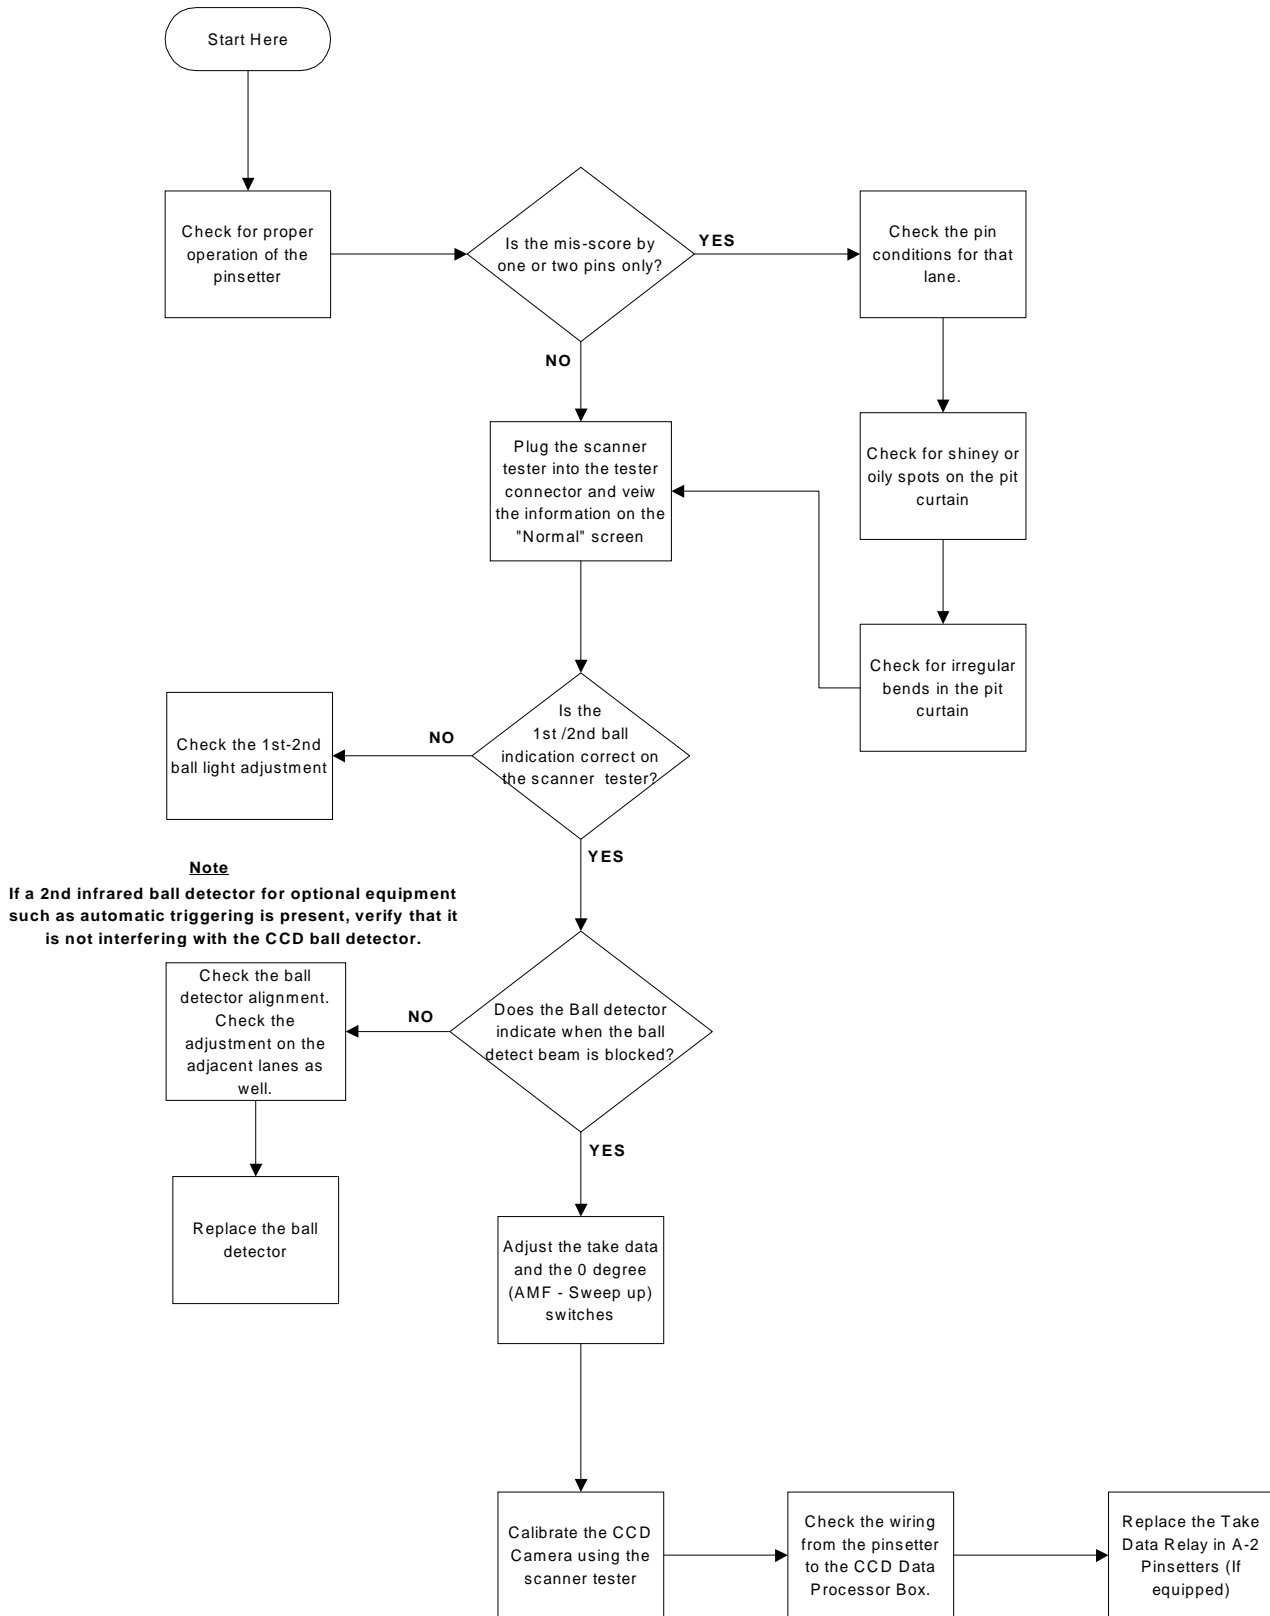 Start Here
Check for proper
operation of the
pinsetter
Is the mis-score by
one or two pins only?
YES
Check the pin
conditions for that
lane.
NO
Plug the scanner
tester into the tester
connector and veiw
the information on the
"Normal" screen
Check for shiney or
oily spots on the pit
curtain
Check for irregular
bends in the pit
curtain
Is the
1st /2nd ball
indication correct on
the scanner tester?
NO
Check the 1st-2nd
ball light adjustment
YES
Note
If a 2nd infrared ball detector for optional equipment
such as automatic triggering is present, verify that it
is not interfering with the CCD ball detector.
Does the Ball detector
indicate when the ball
detect beam is blocked?
NO
Check the ball
detector alignment.
Check the
adjustment on the
adjacent lanes as
well.
Replace the ball
detector
YES
Adjust the take data
and the 0 degree
(AMF - Sweep up)
switches
Calibrate the CCD
Camera using the
scanner tester
Check the wiring
from the pinsetter
to the CCD Data
Processor Box.
Replace the Take
Data Relay in A-2
Pinsetters (If
equipped)